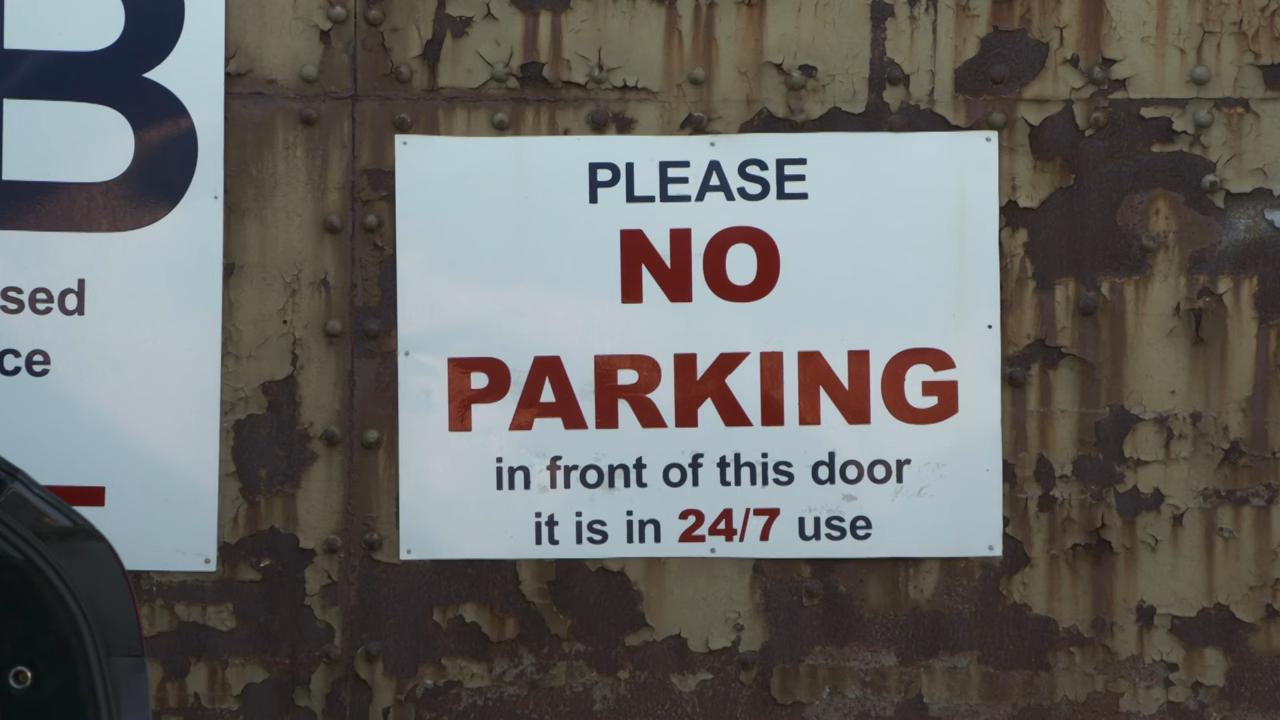 B
sed
ce
PLEASE
NO
PARKING
in front of this door
it is in 24/7 use